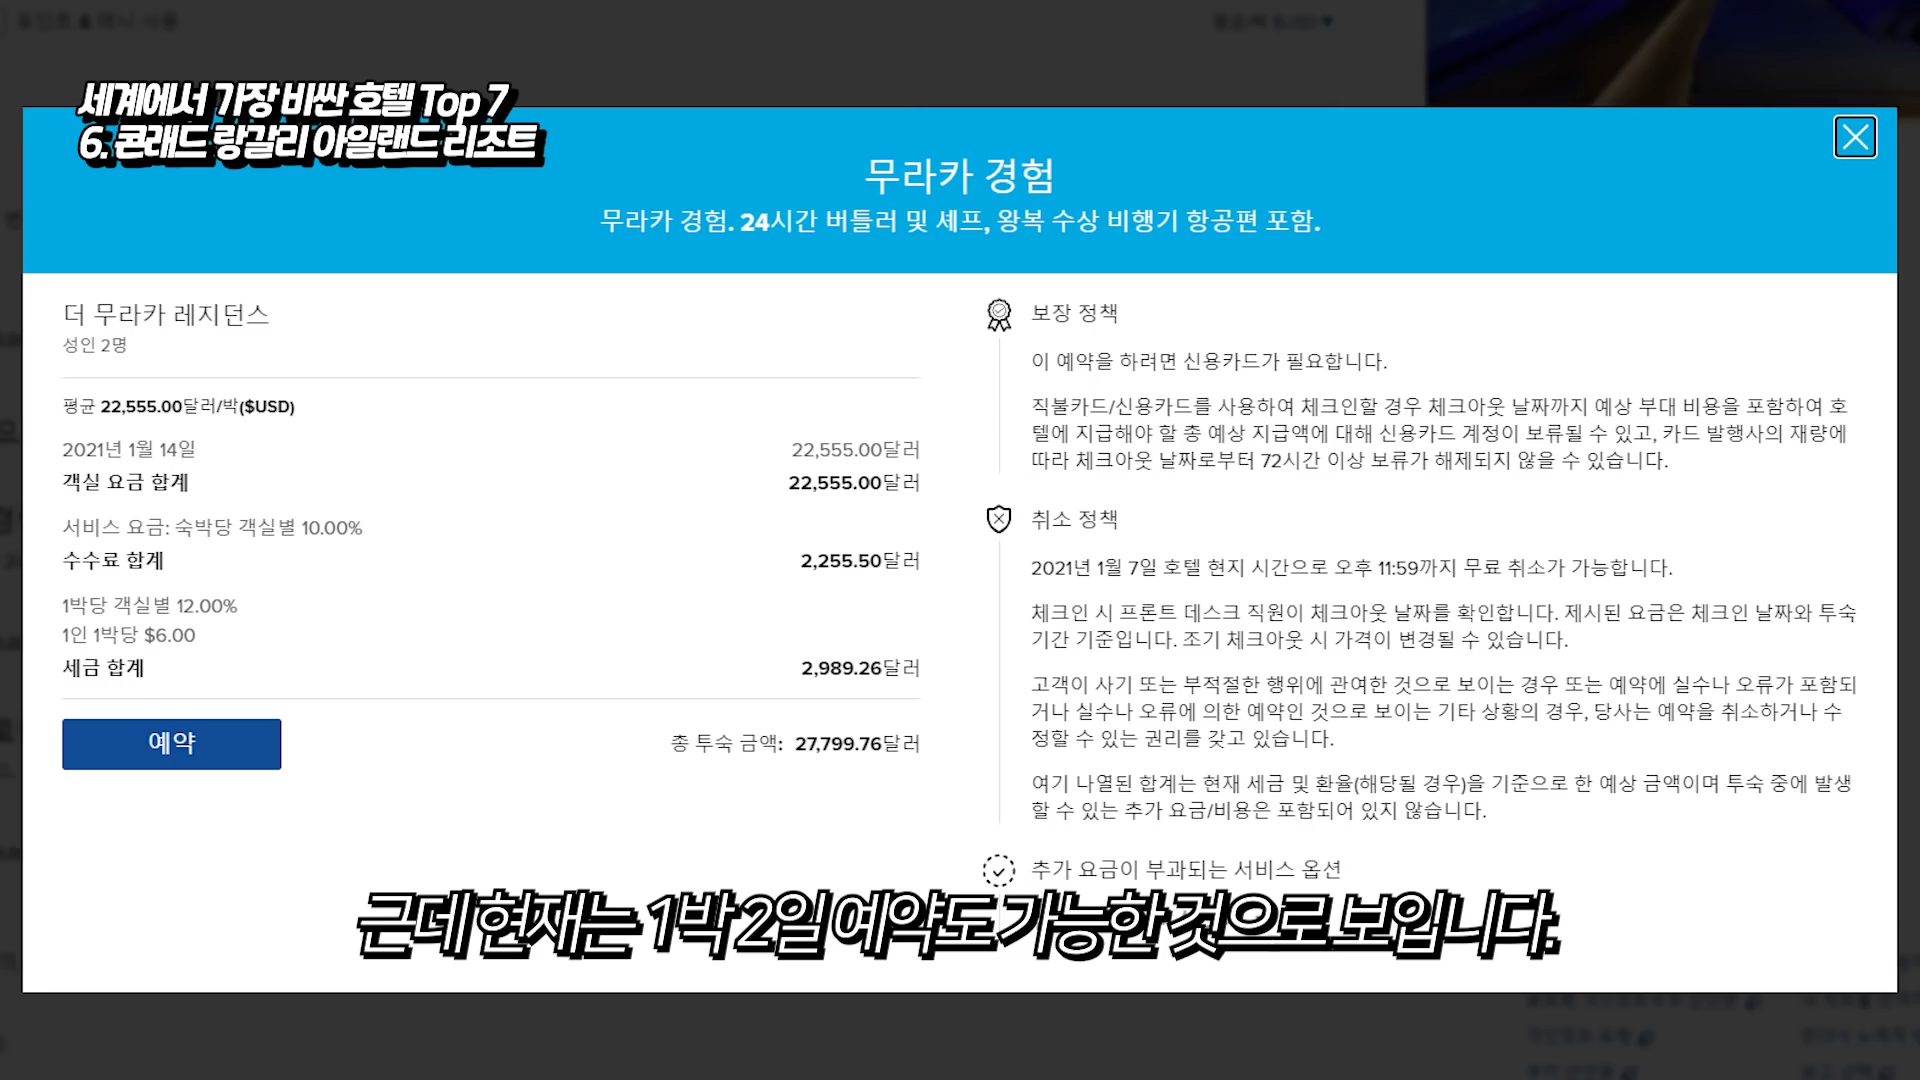 세계에서 가장 비싼 호텔 Top 7
6. 콘래드 랑갈리 아일랜드 리조트
무라카 경험
무라카 경험. 24시간 버틀러 및 셰프, 왕복 수상 비행기 항공편 포함.
더 무라카 레지던스
성인 2명
평균 22,555.00달러/박($USD)
2021년 1월 14일 22,555.00달러
객실 요금 합계 22,555.00달러
서비스 요금: 숙박당 객실별 10.00%
수수료 합계 2,255.50달러
1박당 객실별 12.00%
1인 1박당 $6.00
세금 합계 2,989.26달러
예약 총 투숙 금액: 27,799.76달러
보장 정책
이 예약을 하려면 신용카드가 필요합니다.
직불카드/신용카드를 사용하여 체크인할 경우 체크아웃 날짜까지 예상 부대 비용을 포함하여 호
텔에 지급해야 할 총 예상 지급액에 대해 신용카드 계정이 보류될 수 있고, 카드 발행사의 재량에
따라 체크아웃 날짜로부터 72시간 이상 보류가 해제되지 않을 수 있습니다.
취소 정책
2021년 1월 7일 호텔 현지 시간으로 오후 11:59까지 무료 취소가 가능합니다.
체크인 시 프론트 데스크 직원이 체크아웃 날짜를 확인합니다. 제시된 요금은 체크인 날짜와 투숙
기간 기준입니다. 조기 체크아웃 시 가격이 변경될 수 있습니다.
고객이 사기 또는 부적절한 행위에 관여한 것으로 보이는 경우 또는 예약에 실수나 오류가 포함되
거나 실수나 오류에 의한 예약인 것으로 보이는 기타 상황의 경우, 당사는 예약을 취소하거나 수
정할 수 있는 권리를 갖고 있습니다.
여기 나열된 합계는 현재 세금 및 환율(해당될 경우)을 기준으로 한 예상 금액이며 투숙 중에 발생
할 수 있는 추가 요금/비용은 포함되어 있지 않습니다.
추가 요금이 부과되는 서비스 옵션
근데 현재는 1박 2일 예약도 가능한 것으로 보입니다.